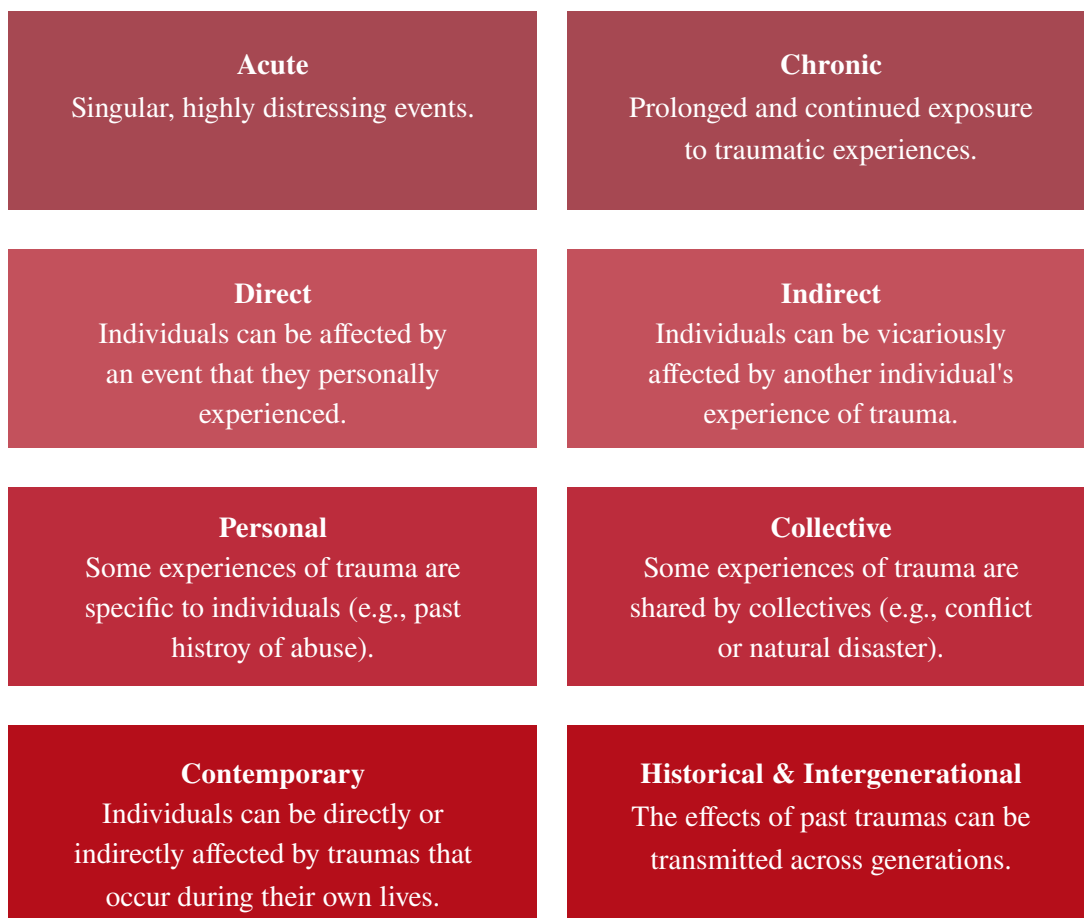 Acute
Singular, highly distressing events.
Chronic
Prolonged and continued exposure
to traumatic experiences.
Direct
Individuals can be affected by
an event that they personally
experienced.
Indirect
Individuals can be vicariously
affected by another individual's
experience of trauma.
Personal
Some experiences of trauma are
specific to individuals (e.g., past
histroy of abuse).
Collective
Some experiences of trauma are
shared by collectives (e.g., conflict
or natural disaster).
Contemporary
Individuals can be directly or
indirectly affected by traumas that
occur during their own lives.
Historical & Intergenerational
The effects of past traumas can be
transmitted across generations.